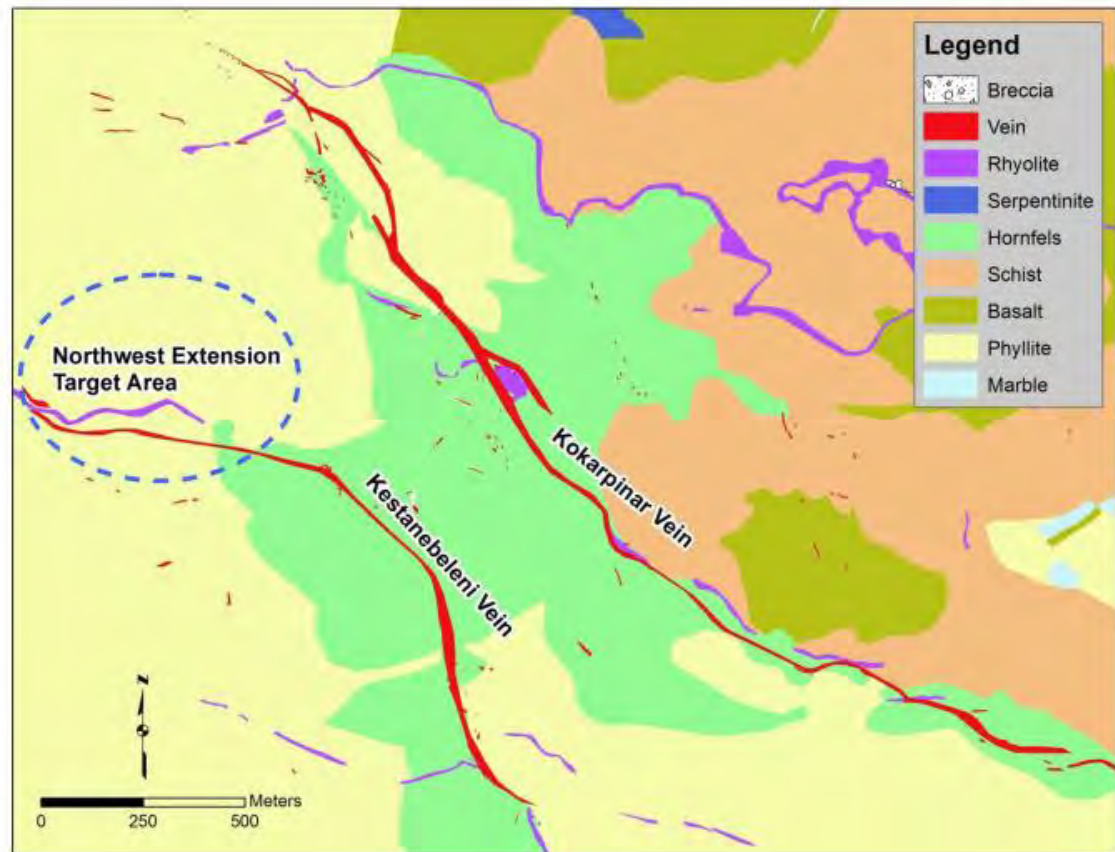 Legend
Breccia
Vein
Rhyolite
Serpentinite
Hornfels
Schist
Basalt
Phyllite
Marble
Northwest Extension
Target Area
Kokarpinar Vein
Kestanebeleni Vein
N
Meters
0 250 500